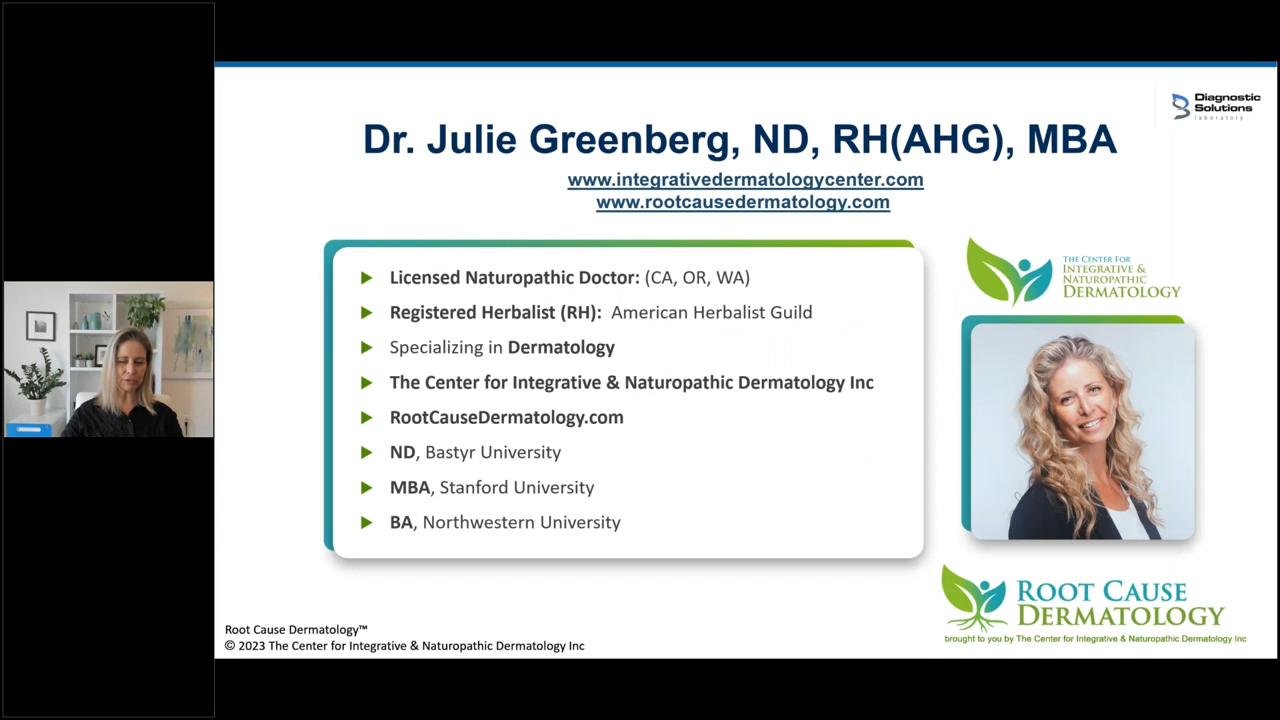 Diagnostic
Solutions
laboratory
Dr. Julie Greenberg, ND, RH(AHG), MBA
www.integrativedermatologycenter.com
www.rootcausedermatology.com
Licensed Naturopathic Doctor: (CA, OR, WA)
Registered Herbalist (RH): American Herbalist Guild
Specializing in Dermatology
The Center for Integrative & Naturopathic Dermatology Inc
RootCauseDermatology.com
ND, Bastyr University
MBA, Stanford University
BA, Northwestern University
THE CENTER FOR
INTEGRATIVE &
NATUROPATHIC
DERMATOLOGY
ROOT CAUSE
DERMATOLOGY
brought to you by The Center for Integrative & Naturopathic Dermatology Inc
Root Cause Dermatology™
© 2023 The Center for Integrative & Naturopathic Dermatology Inc